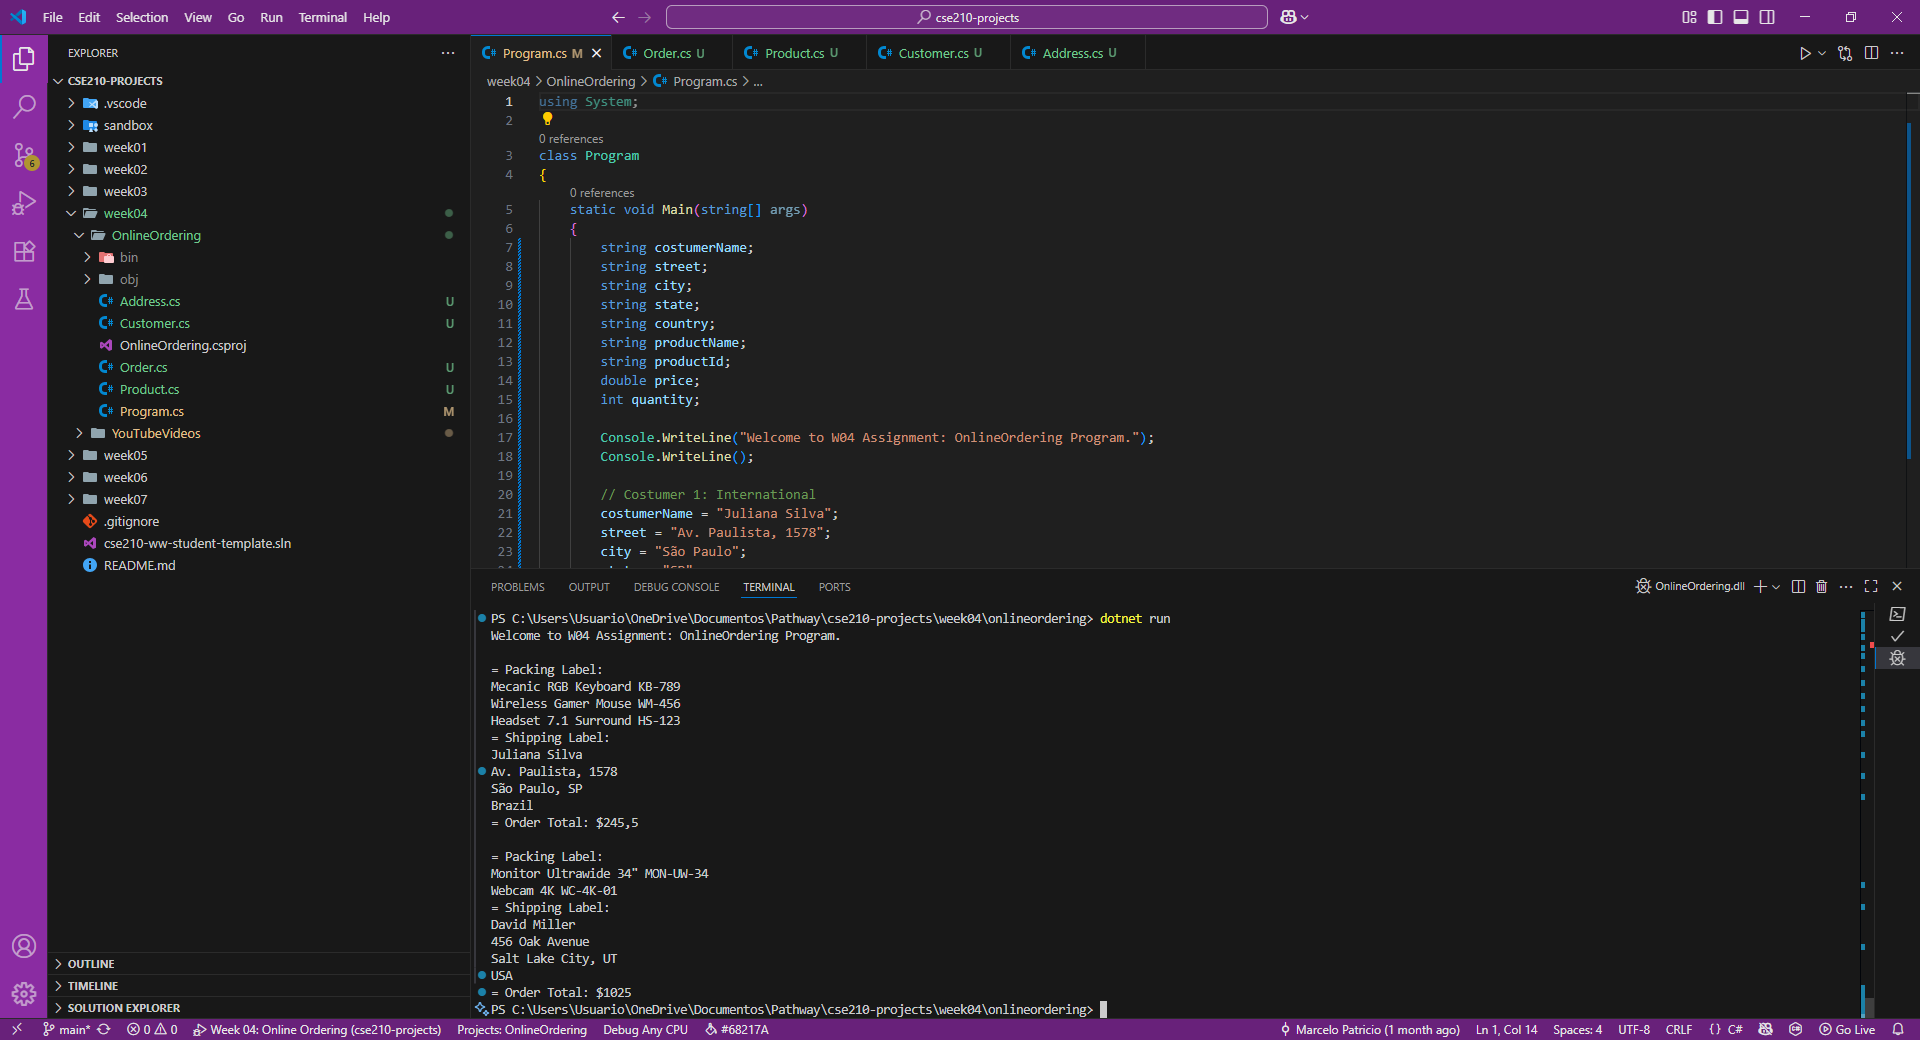 File Edit Selection View Go Run Terminal Help
cse210-projects
EXPLORER
CSE210-PROJECTS
.vscode
sandbox
week01
week02
week03
week04
OnlineOrdering
bin
obj
Address.cs U
Customer.cs U
OnlineOrdering.csproj
Order.cs U
Product.cs U
Program.cs M
YouTubeVideos
week05
week06
week07
.gitignore
cse210-ww-student-template.sln
README.md
OUTLINE
TIMELINE
SOLUTION EXPLORER
6
Program.cs M Order.cs U Product.cs U Customer.cs U Address.cs U
week04 > OnlineOrdering > Program.cs > ...
1 using System;
2
0 references
3 class Program
4 {
0 references
5 static void Main(string[] args)
6 {
7 string costumerName;
8 string street;
9 string city;
10 string state;
11 string country;
12 string productName;
13 string productId;
14 double price;
15 int quantity;
16
17 Console.WriteLine("Welcome to W04 Assignment: OnlineOrdering Program.");
18 Console.WriteLine();
19
20 // Costumer 1: International
21 costumerName = "Juliana Silva";
22 street = "Av. Paulista, 1578";
23 city = "São Paulo";
PROBLEMS OUTPUT DEBUG CONSOLE TERMINAL PORTS
OnlineOrdering.dll
PS C:\Users\Usuario\OneDrive\Documentos\Pathway\cse210-projects\week04\onlineordering> dotnet run
Welcome to W04 Assignment: OnlineOrdering Program.
= Packing Label:
Mecanic RGB Keyboard KB-789
Wireless Gamer Mouse WM-456
Headset 7.1 Surround HS-123
= Shipping Label:
Juliana Silva
Av. Paulista, 1578
São Paulo, SP
Brazil
= Order Total: $245,5
= Packing Label:
Monitor Ultrawide 34" MON-UW-34
Webcam 4K WC-4K-01
= Shipping Label:
David Miller
456 Oak Avenue
Salt Lake City, UT
USA
= Order Total: $1025
PS C:\Users\Usuario\OneDrive\Documentos\Pathway\cse210-projects\week04\onlineordering>
main* 0 0 Week 04: Online Ordering (cse210-projects) Projects: OnlineOrdering Debug Any CPU #68217A Marcelo Patricio (1 month ago) Ln 1, Col 14 Spaces: 4 UTF-8 CRLF {} C# Go Live